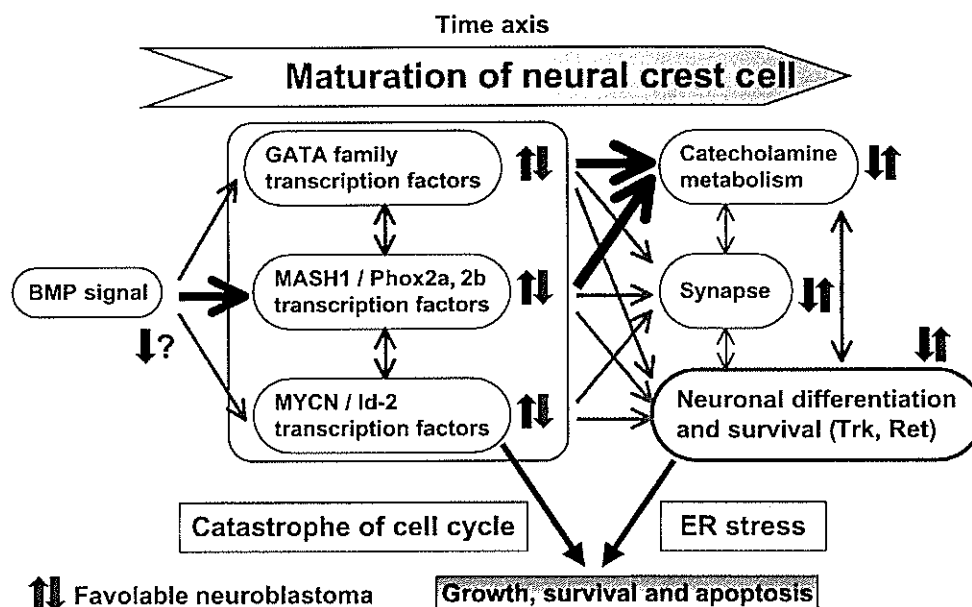 Time axis
Maturation of neural crest cell
GATA family
transcription factors
Catecholamine
metabolism
BMP signal
MASH1 / Phox2a, 2b
transcription factors
Synapse
?
MYCN / Id-2
transcription factors
Neuronal differentiation
and survival (Trk, Ret)
Catastrophe of cell cycle
ER stress
Favolable neuroblastoma
Growth, survival and apoptosis